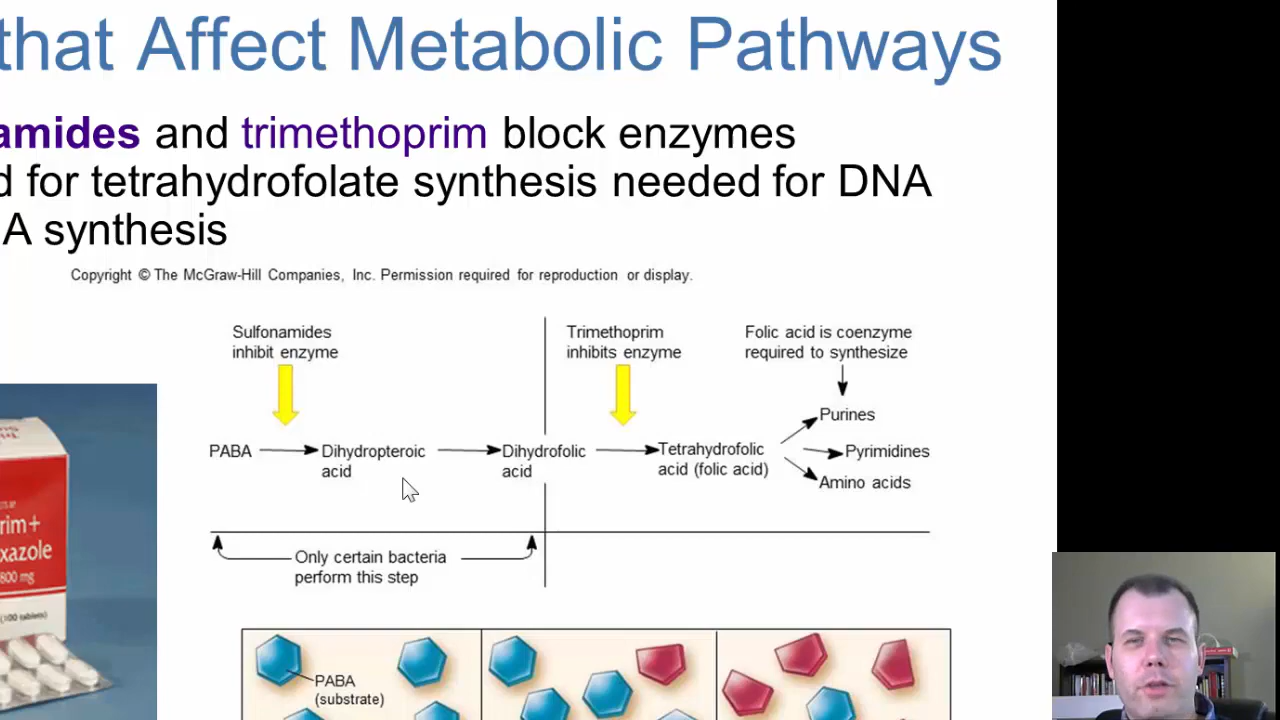 that Affect Metabolic Pathways
amides and trimethoprim block enzymes
d for tetrahydrofolate synthesis needed for DNA
A synthesis
Copyright © The McGraw-Hill Companies, Inc. Permission required for reproduction or display.
Sulfonamides
inhibit enzyme
Trimethoprim
inhibits enzyme
Folic acid is coenzyme
required to synthesize
PABA
Dihydropteroic
acid
Dihydrofolic
acid
Tetrahydrofolic
acid (folic acid)
Purines
Pyrimidines
Amino acids
Only certain bacteria
perform this step
rim+
xazole
800 mg
(100 tablets)
PABA
(substrate)